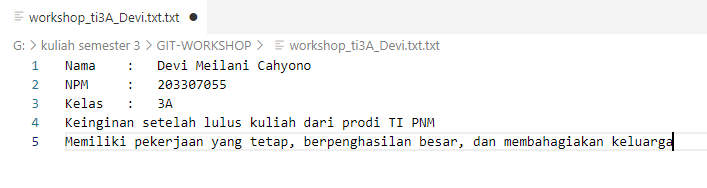 workshop_ti3A_Devi.txt.txt ●
G: > kuliah semester 3 > GIT-WORKSHOP > workshop_ti3A_Devi.txt.txt
1 Nama : Devi Meilani Cahyono
2 NPM : 203307055
3 Kelas : 3A
4 Keinginan setelah lulus kuliah dari prodi TI PNM
5 Memiliki pekerjaan yang tetap, berpenghasilan besar, dan membahagiakan keluarga